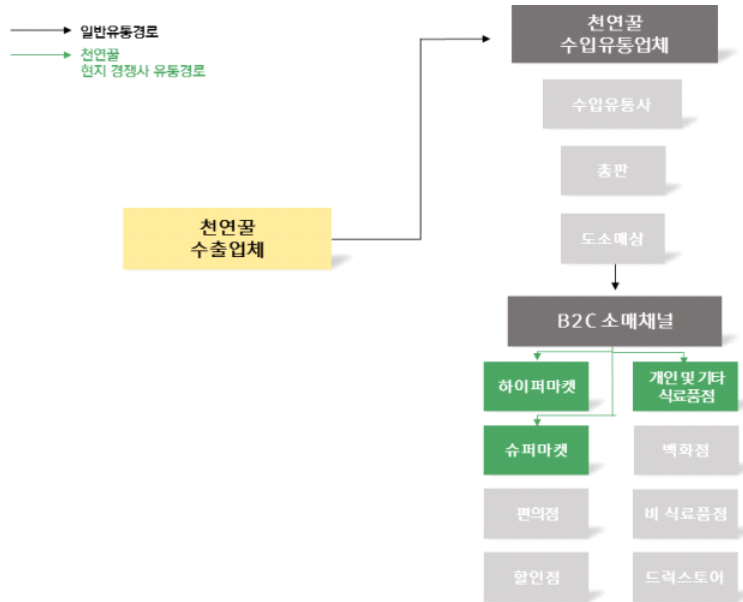 일반유통경로
천연꿀
현지 경쟁사 유통경로
천연꿀
수입유통업체
수입유통사
총판
도소매상
천연꿀
수출업체
B2C 소매채널
하이퍼마켓
개인 및 기타
식료품점
슈퍼마켓
백화점
편의점
비 식료품점
할인점
드럭스토어